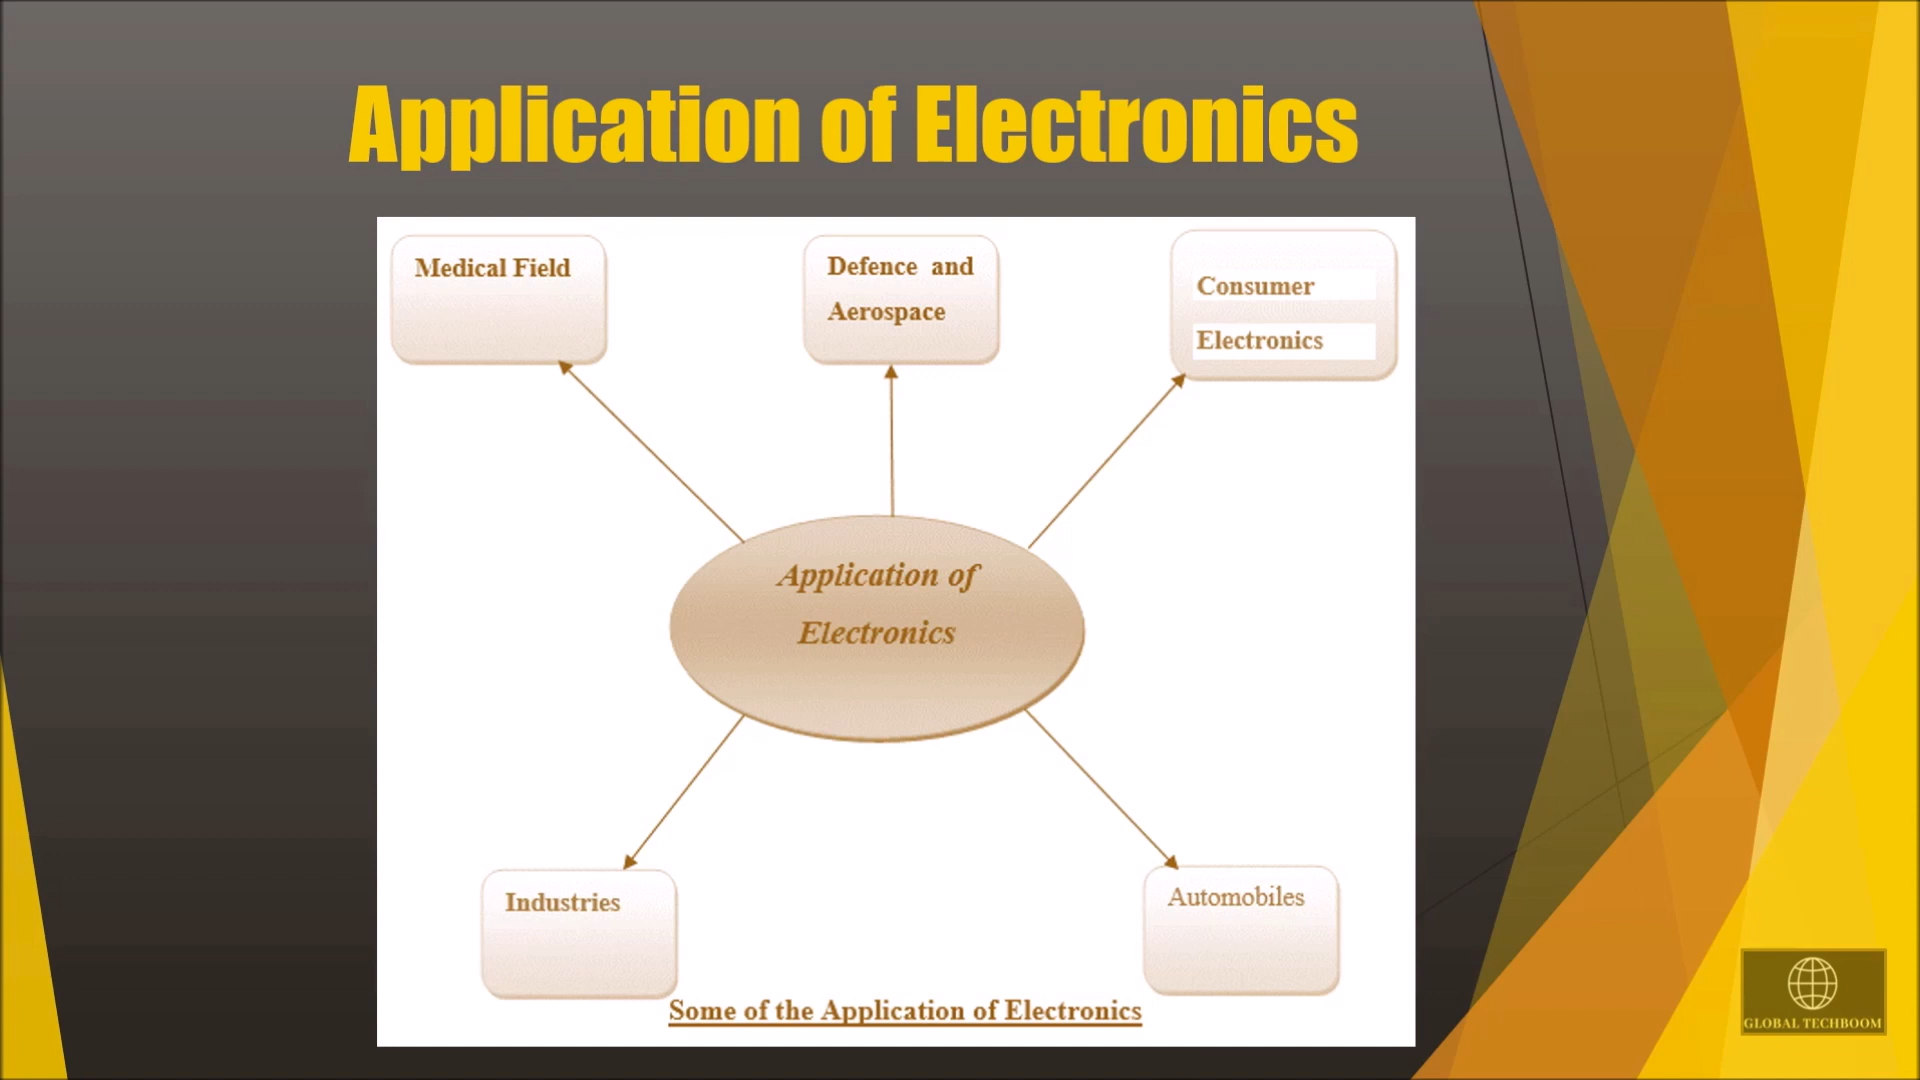 Application of Electronics
Medical Field
Defence and
Aerospace
Consumer
Electronics
Application of
Electronics
Industries
Automobiles
Some of the Application of Electronics
GLOBAL TECHBOOM